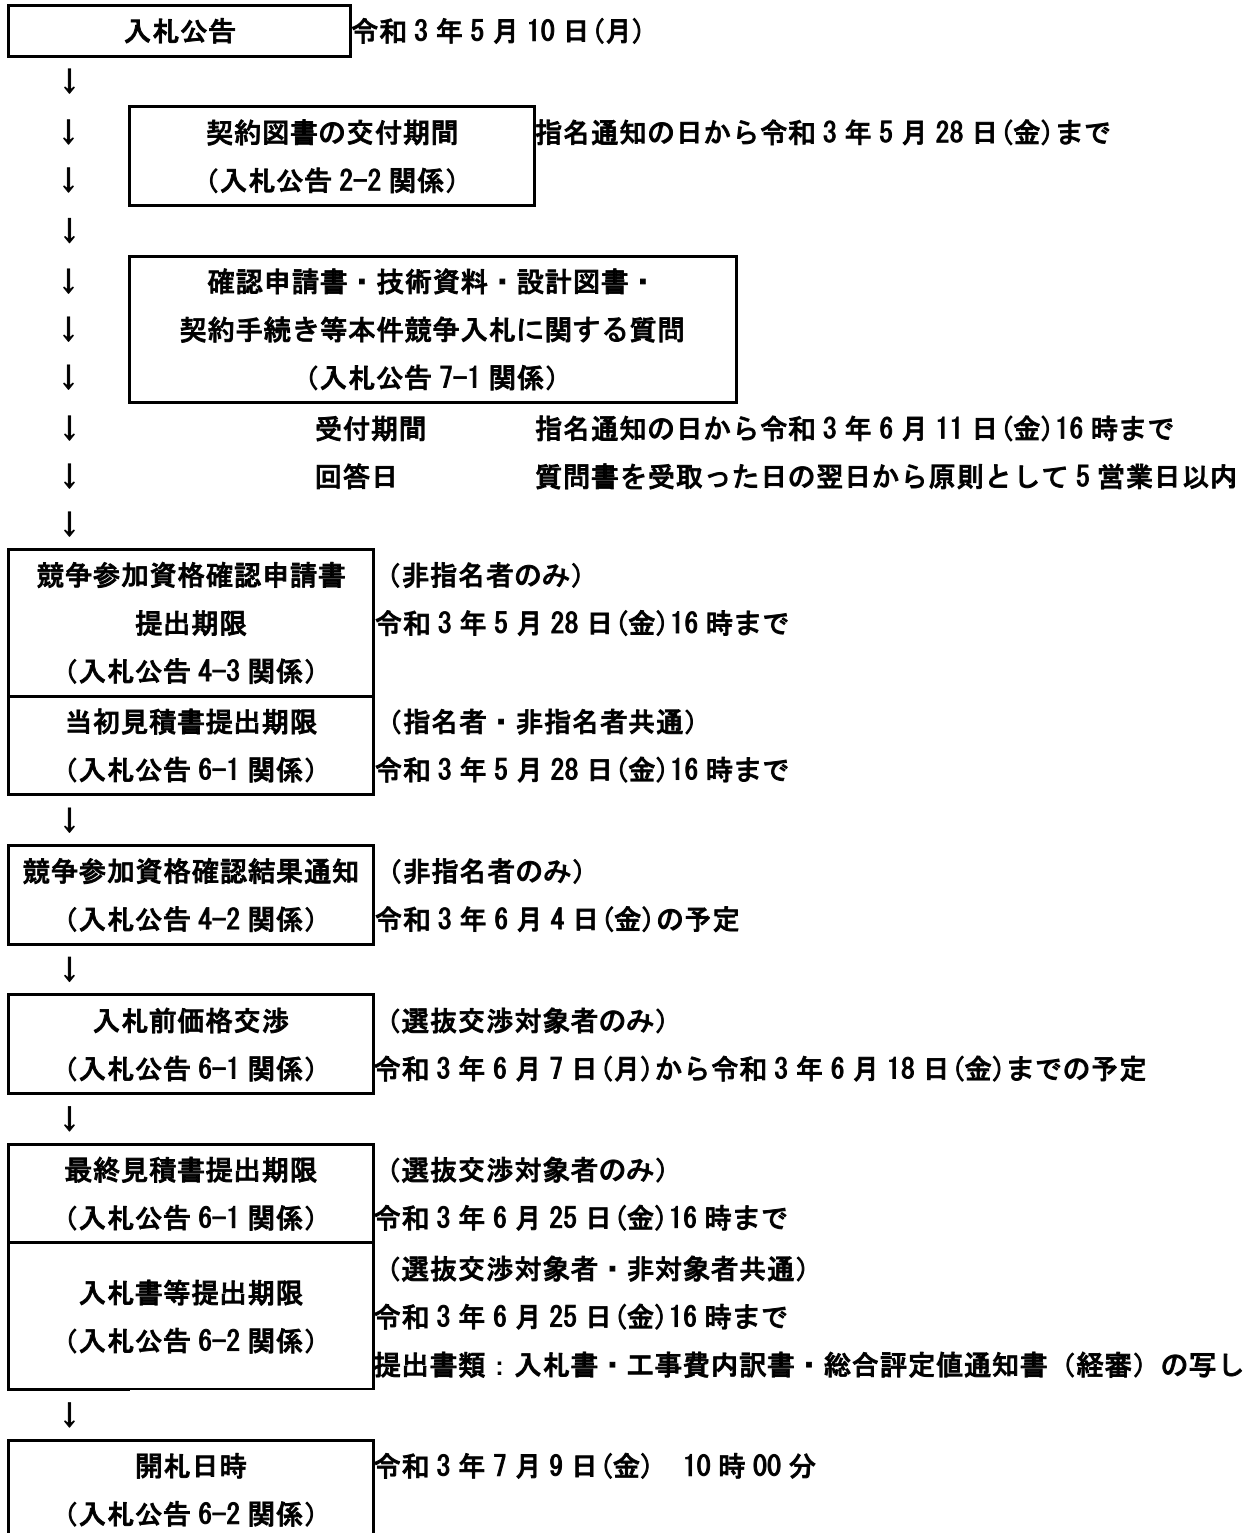 入札公告 令和3年5月10日(月)
↓
↓ 契約図書の交付期間 指名通知の日から令和3年5月28日(金)まで
↓ (入札公告2-2関係)
↓
↓ 確認申請書・技術資料・設計図書・
↓ 契約手続き等本件競争入札に関する質問
↓ (入札公告7-1関係)
↓ 受付期間 指名通知の日から令和3年6月11日(金)16時まで
↓ 回答日 質問書を受取った日の翌日から原則として5営業日以内
↓
競争参加資格確認申請書 (非指名者のみ)
提出期限 令和3年5月28日(金)16時まで
(入札公告4-3関係)
当初見積書提出期限 (指名者・非指名者共通)
(入札公告6-1関係) 令和3年5月28日(金)16時まで
↓
競争参加資格確認結果通知 (非指名者のみ)
(入札公告4-2関係) 令和3年6月4日(金)の予定
↓
入札前価格交渉 (選抜交渉対象者のみ)
(入札公告6-1関係) 令和3年6月7日(月)から令和3年6月18日(金)までの予定
↓
最終見積書提出期限 (選抜交渉対象者のみ)
(入札公告6-1関係) 令和3年6月25日(金)16時まで
入札書等提出期限 (選抜交渉対象者・非対象者共通)
(入札公告6-2関係) 令和3年6月25日(金)16時まで
提出書類：入札書・工事費内訳書・総合評定値通知書（経審）の写し
↓
開札日時 令和3年7月9日(金) 10時00分
(入札公告6-2関係)